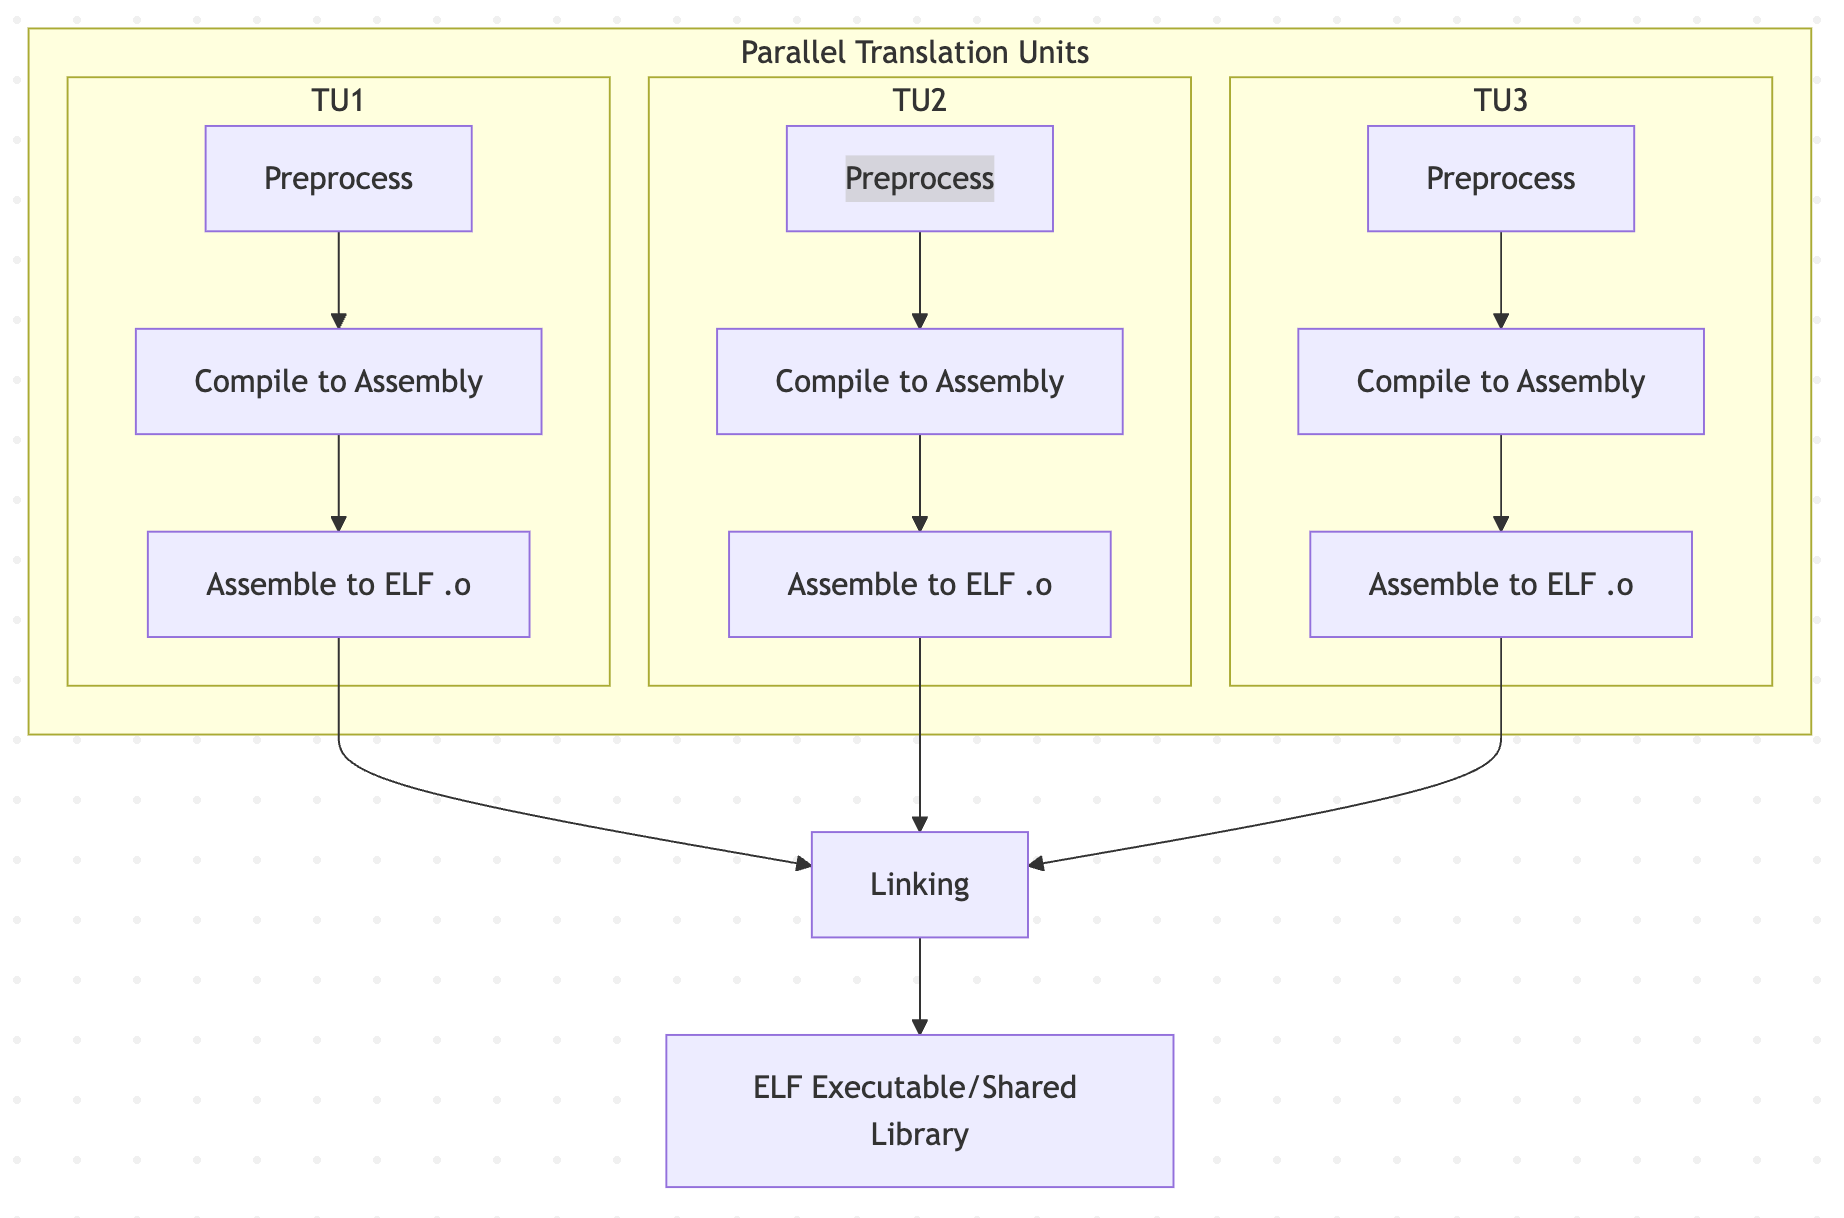 Parallel Translation Units
TU1
Preprocess
Compile to Assembly
Assemble to ELF .o
TU2
Preprocess
Compile to Assembly
Assemble to ELF .o
TU3
Preprocess
Compile to Assembly
Assemble to ELF .o
Linking
ELF Executable/Shared
Library